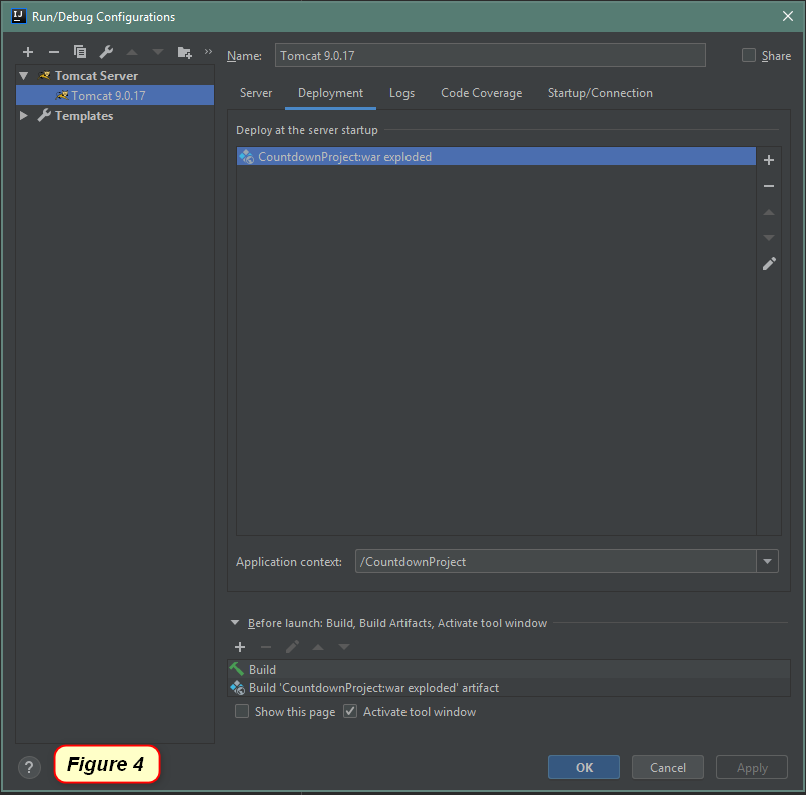 IJ Run/Debug Configurations
Name: Tomcat 9.0.17 Share
Tomcat Server
Tomcat 9.0.17
Templates
Server Deployment Logs Code Coverage Startup/Connection
Deploy at the server startup
CountdownProject:war exploded
Application context: /CountdownProject
Before launch: Build, Build Artifacts, Activate tool window
Build
Build 'CountdownProject:war exploded' artifact
Show this page Activate tool window
? Figure 4
OK Cancel Apply